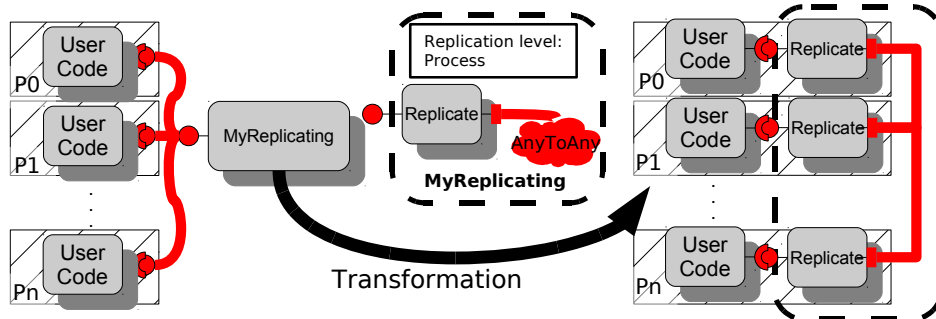 User
Code
P0
User
Code
P1
User
Code
Pn
MyReplicating
Replication level:
Process
Replicate
AnyToAny
MyReplicating
Transformation
User
Code
Replicate
P0
User
Code
Replicate
P1
User
Code
Replicate
Pn